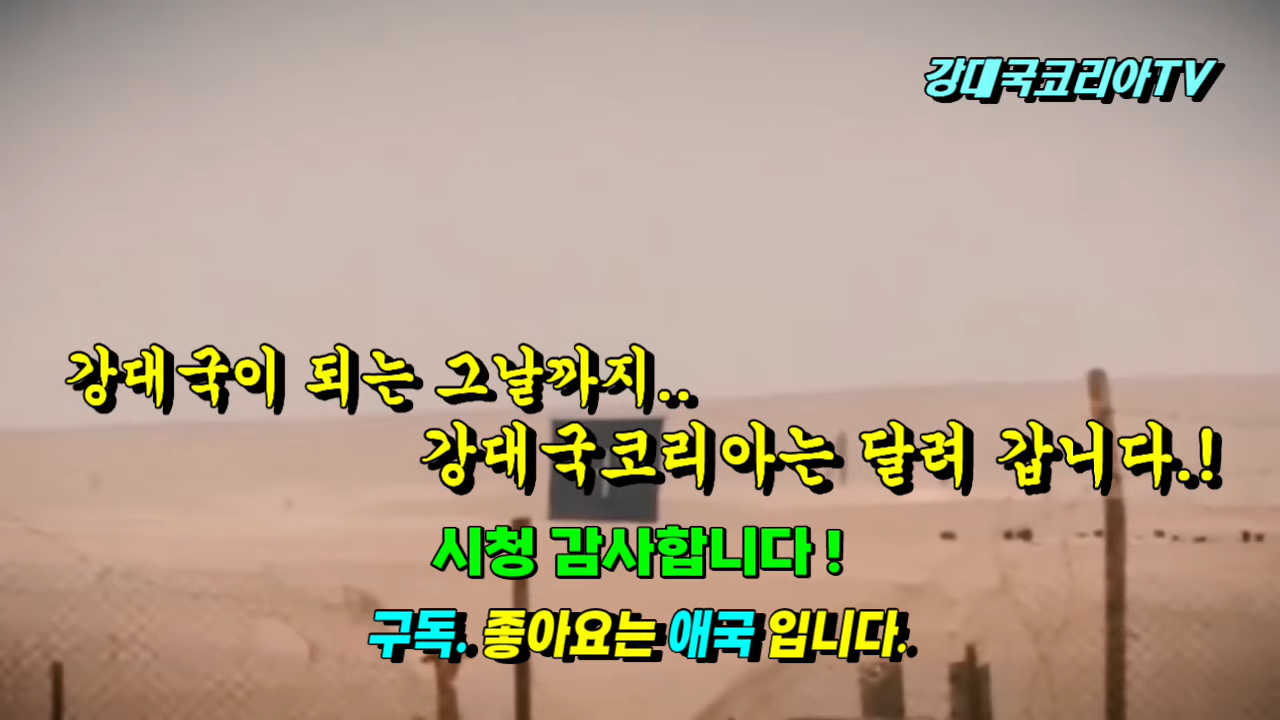 강대국코리아TV
강대국이 되는 그날까지..
강대국코리아는 달려 갑니다.!
시청 감사합니다 !
구독. 좋아요는 애국 입니다.